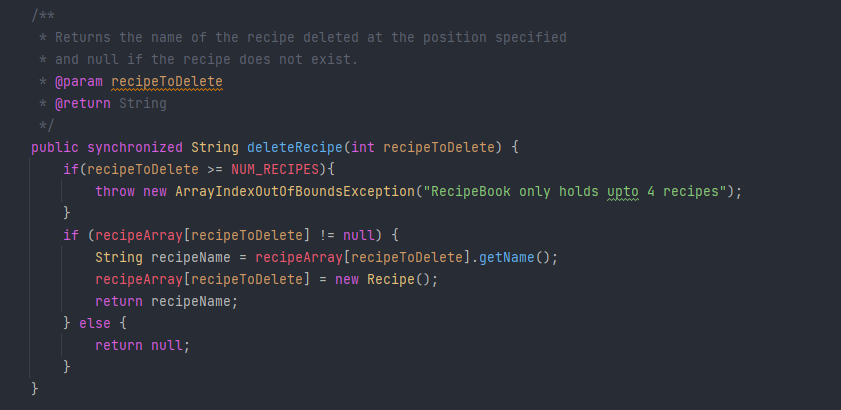 /**
 * Returns the name of the recipe deleted at the position specified
 * and null if the recipe does not exist.
 * @param recipeToDelete
 * @return String
 */
public synchronized String deleteRecipe(int recipeToDelete) {
    if(recipeToDelete >= NUM_RECIPES){
        throw new ArrayIndexOutOfBoundsException("RecipeBook only holds upto 4 recipes");
    }
    if (recipeArray[recipeToDelete] != null) {
        String recipeName = recipeArray[recipeToDelete].getName();
        recipeArray[recipeToDelete] = new Recipe();
        return recipeName;
    } else {
        return null;
    }
}